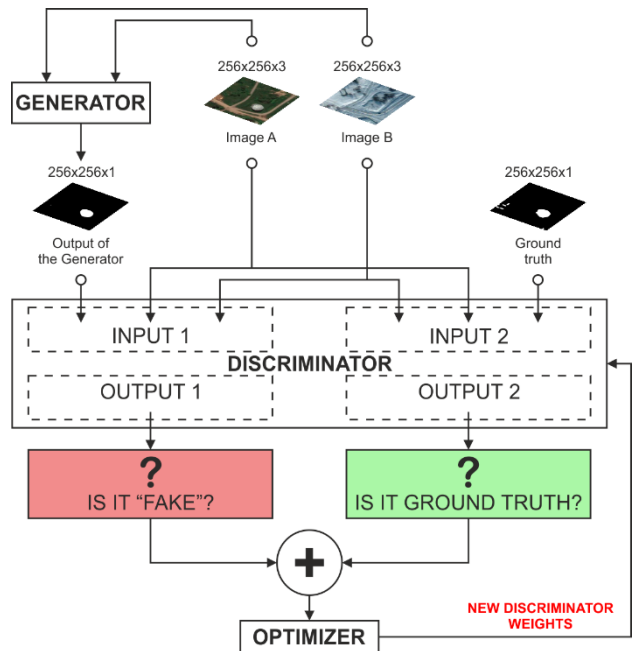 256x256x3
256x256x3
GENERATOR
Image A
Image B
256x256x1
256x256x1
Output of
the Generator
Ground
truth
INPUT 1
INPUT 2
DISCRIMINATOR
OUTPUT 1
OUTPUT 2
?
IS IT “FAKE”?
?
IS IT GROUND TRUTH?
+
NEW DISCRIMINATOR
WEIGHTS
OPTIMIZER